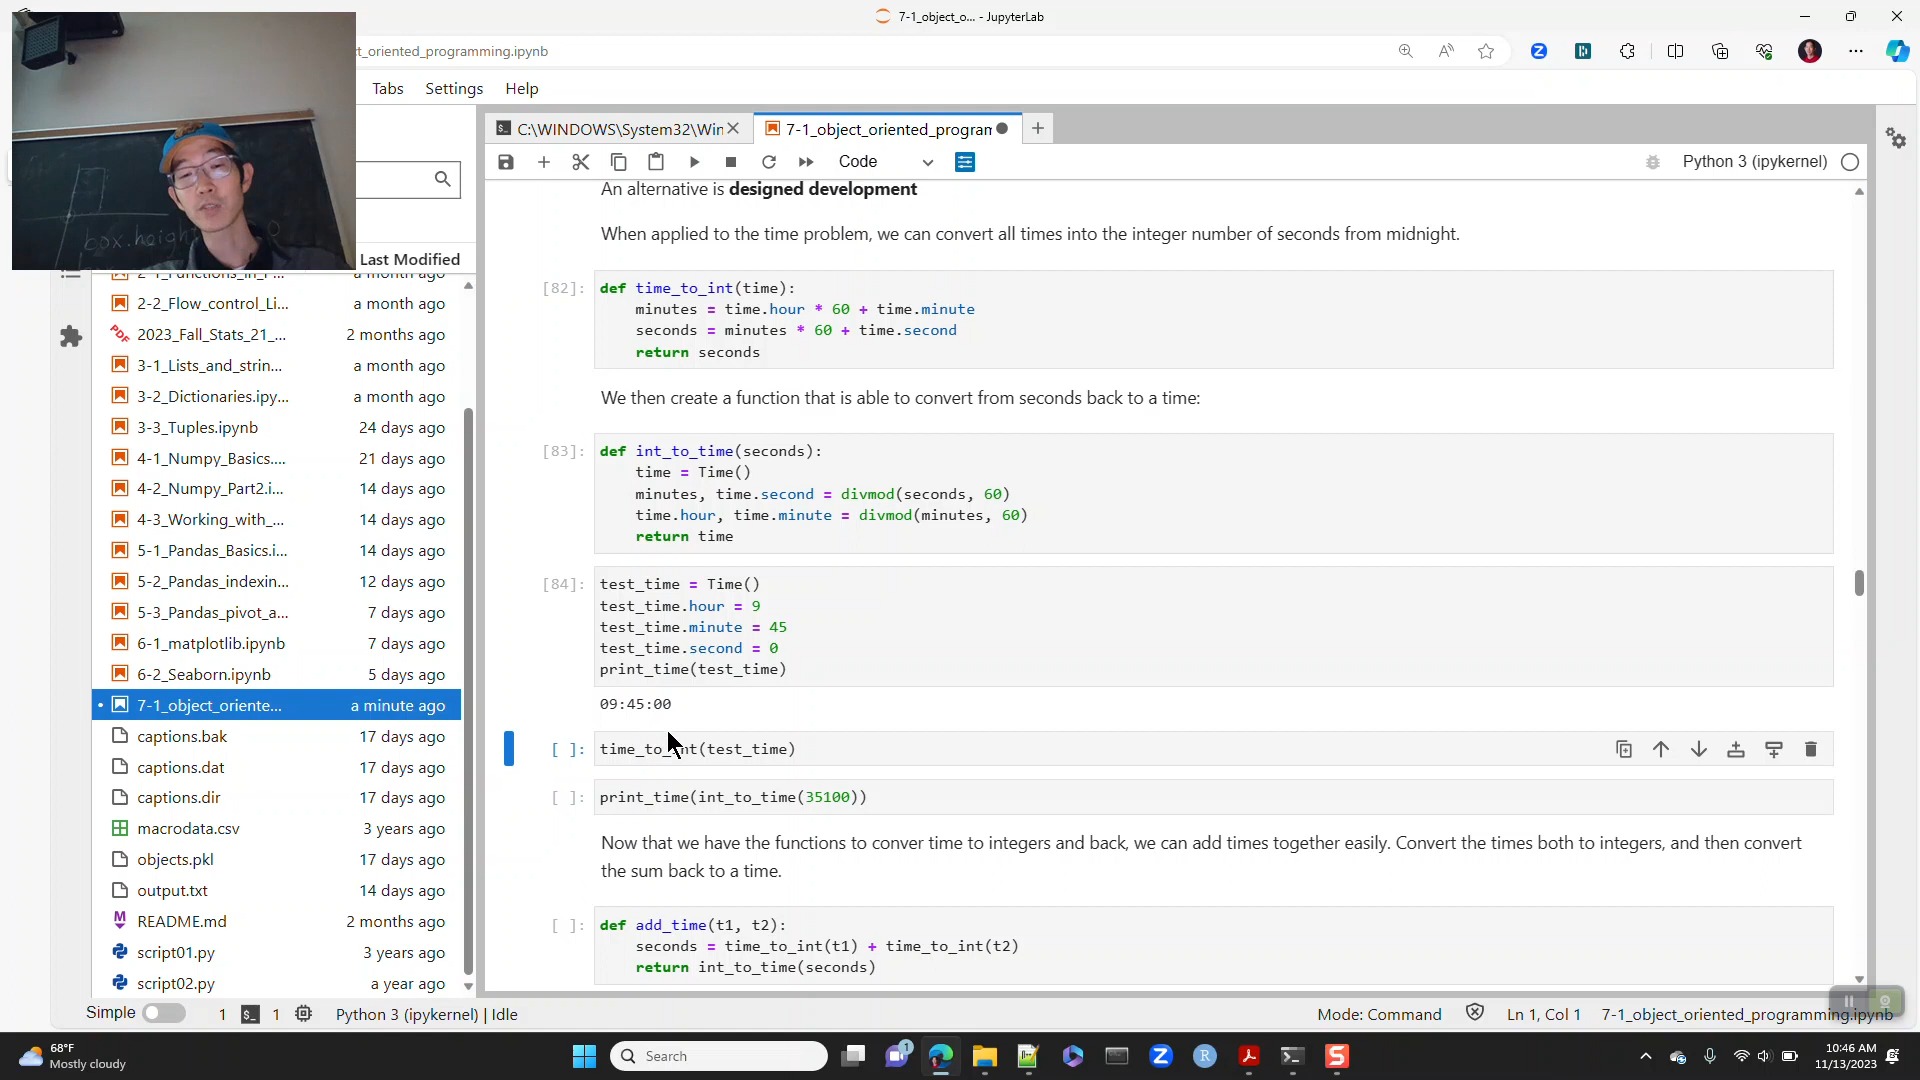 7-1_object_o... - JupyterLab
t_oriented_programming.ipynb
Tabs Settings Help
C:\WINDOWS\System32\Win
7-1_object_oriented_progran
Code
Python 3 (ipykernel)
box.height
Last Modified
a month ago
2-2_Flow_control_Li... a month ago
2023_Fall_Stats_21_... 2 months ago
3-1_Lists_and_strin... a month ago
3-2_Dictionaries.ipy... a month ago
3-3_Tuples.ipynb 24 days ago
4-1_Numpy_Basics.... 21 days ago
4-2_Numpy_Part2.i... 14 days ago
4-3_Working_with_... 14 days ago
5-1_Pandas_Basics.i... 14 days ago
5-2_Pandas_indexin... 12 days ago
5-3_Pandas_pivot_a... 7 days ago
6-1_matplotlib.ipynb 7 days ago
6-2_Seaborn.ipynb 5 days ago
7-1_object_oriente... a minute ago
captions.bak 17 days ago
captions.dat 17 days ago
captions.dir 17 days ago
macrodata.csv 3 years ago
objects.pkl 17 days ago
output.txt 14 days ago
README.md 2 months ago
script01.py 3 years ago
script02.py a year ago
An alternative is designed development
When applied to the time problem, we can convert all times into the integer number of seconds from midnight.
[82]: def time_to_int(time):
minutes = time.hour * 60 + time.minute
seconds = minutes * 60 + time.second
return seconds
We then create a function that is able to convert from seconds back to a time:
[83]: def int_to_time(seconds):
time = Time()
minutes, time.second = divmod(seconds, 60)
time.hour, time.minute = divmod(minutes, 60)
return time
[84]: test_time = Time()
test_time.hour = 9
test_time.minute = 45
test_time.second = 0
print_time(test_time)
09:45:00
[ ]: time_to_int(test_time)
[ ]: print_time(int_to_time(35100))
Now that we have the functions to conver time to integers and back, we can add times together easily. Convert the times both to integers, and then convert
the sum back to a time.
[ ]: def add_time(t1, t2):
seconds = time_to_int(t1) + time_to_int(t2)
return int_to_time(seconds)
Simple 1 1 Python 3 (ipykernel) | Idle
Mode: Command Ln 1, Col 1 7-1_object_oriented_programming.ipynb
68°F
Mostly cloudy
Search
10:46 AM
11/13/2023